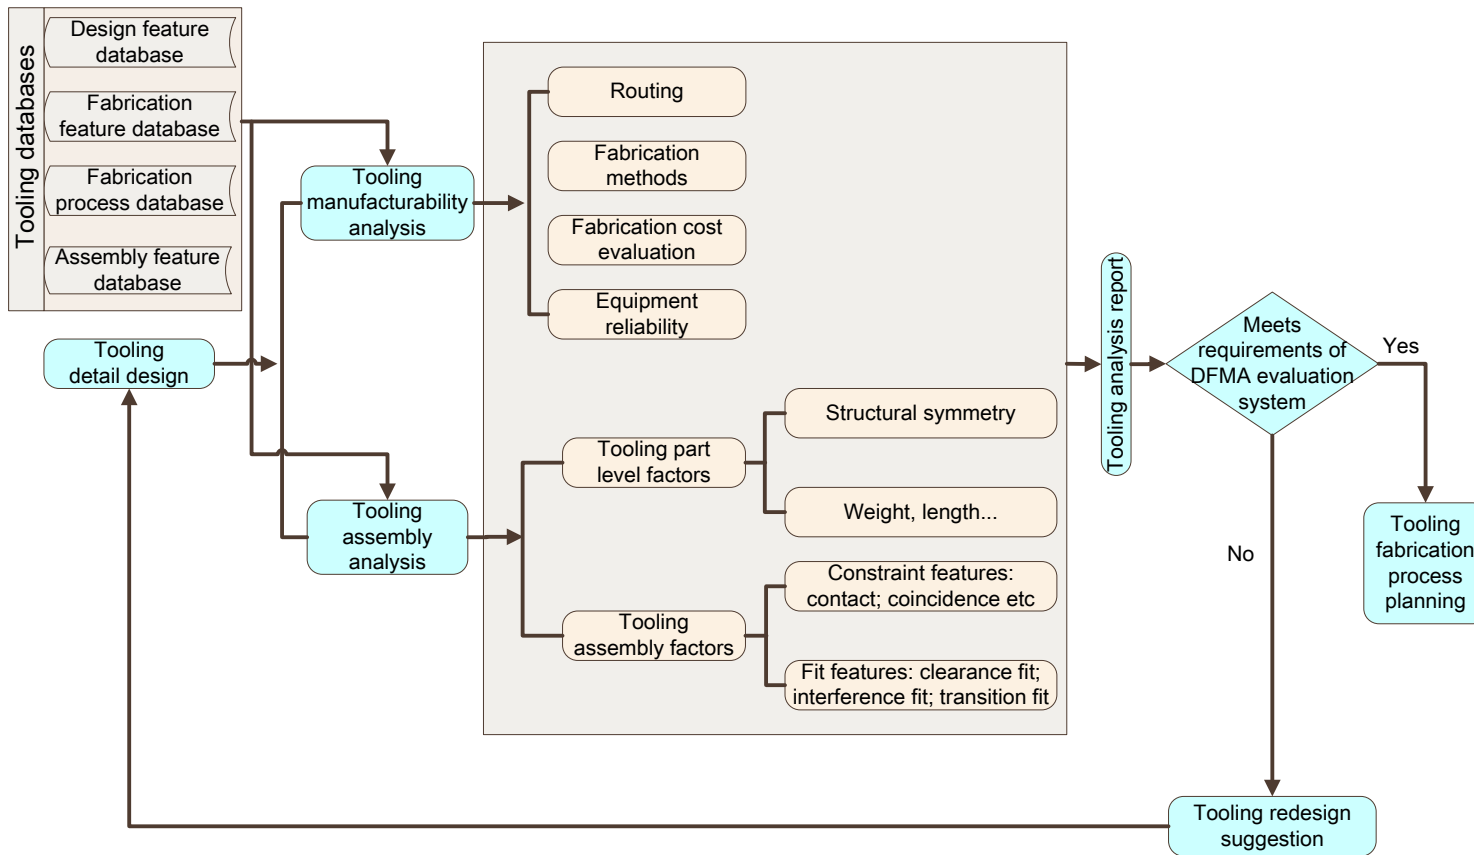 Tooling databases
Design feature
database
Fabrication
feature database
Fabrication
process database
Assembly feature
database
Tooling
detail design
Tooling
manufacturability
analysis
Tooling
assembly
analysis
Routing
Fabrication
methods
Fabrication cost
evaluation
Equipment
reliability
Tooling part
level factors
Structural symmetry
Weight, length...
Tooling
assembly factors
Constraint features:
contact; coincidence etc
Fit features: clearance fit;
interference fit; transition fit
Tooling analysis report
Meets
requirements of
DFMA evaluation
system
Yes
No
Tooling
fabrication
process
planning
Tooling redesign
suggestion